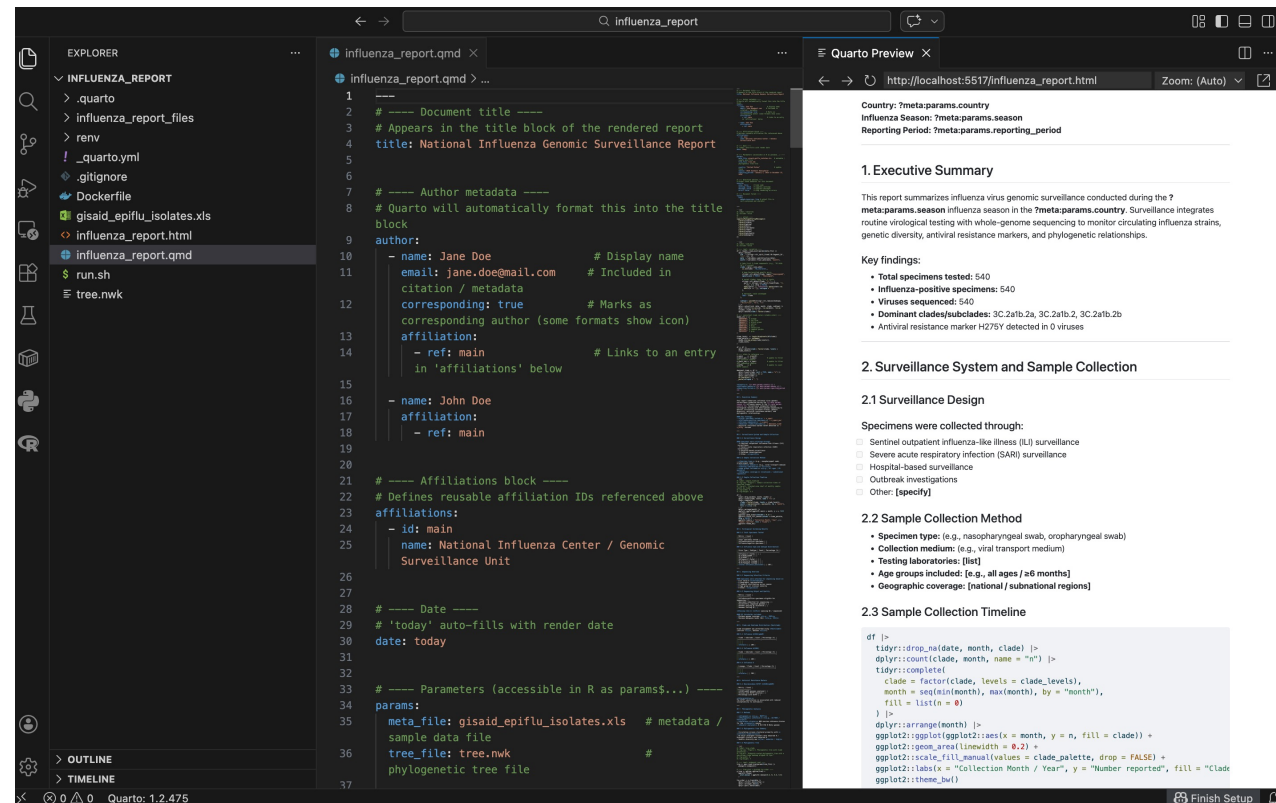 influenza_report
EXPLORER
INFLUENZA_REPORT
quarto
influenza_report_files
.env
_quarto.yml
.gitignore
Dockerfile
gisaid_epiflu_isolates.xls
influenza_report.html
influenza_report.qmd
run.sh
tree.nwk
TIMELINE
0 Quarto: 1.2.475
influenza_report.qmd
influenza_report.qmd > ...
1 ---
2 # ---- Document title ----
3 # Appears in the title block of the rendered report
4 title: National Influenza Genomic Surveillance Report
5
7 # ---- Author metadata ----
8 # Quarto will automatically format this into the title
block
9 author:
10 - name: Jane Doe # Display name
11 email: jane.doe@mail.com # Included in
citation / metadata
12 corresponding: true # Marks as
corresponding author (some formats show icon)
13 affiliation:
14 - ref: main # Links to an entry
in 'affiliations' below
15
16 - name: John Doe
17 affiliation:
18 - ref: main
19
20
21 # ---- Affiliations block ----
22 # Defines reusable affiliation IDs referenced above
23 affiliations:
24 - id: main
25 name: National Influenza Center / Genomic
Surveillance Unit
26
28 # ---- Date ----
29 # 'today' auto-fills with render date
30 date: today
31
33 # ---- Parameters (accessible in R as params$...) ----
34 params:
35 meta_file: gisaid_epiflu_isolates.xls # metadata /
sample data file
36 tree_file: tree.nwk #
phylogenetic tree file
37
Quarto Preview
http://localhost:5517/influenza_report.html
Zoom: (Auto)
Country: ?meta:params.country
Influenza Season: ?meta:params.season
Reporting Period: ?meta:params.reporting_period
1. Executive Summary
This report summarizes influenza virus genomic surveillance conducted during the ?
meta:params.season influenza season in the ?meta:params.country. Surveillance integrates
routine virological testing with whole-genome sequencing to monitor circulating influenza strains,
genetic diversity, antiviral resistance markers, and phylogenetic relationships.
Key findings:
• Total specimens tested: 540
• Influenza-positive specimens: 540
• Viruses sequenced: 540
• Dominant clades/subclades: 3C.2a1b.2a, 3C.2a1b.2, 3C.2a1b.2b
• Antiviral resistance marker H275Y detected in 0 viruses
2. Surveillance System and Sample Collection
2.1 Surveillance Design
Specimens were collected through:
Sentinel outpatient influenza-like illness (ILI) surveillance
Severe acute respiratory infection (SARI) surveillance
Hospital-based surveillance
Outbreak investigations
Other: [specify]
2.2 Sample Collection Method
• Specimen type: (e.g., nasopharyngeal swab, oropharyngeal swab)
• Collection medium: (e.g., viral transport medium)
• Testing laboratories: [list]
• Age groups included: [e.g., all ages / ≥6 months]
• Geographic coverage: [national / subnational regions]
2.3 Sample Collection Timeline
df |>
tidyr::drop_na(date, month, clade) |>
dplyr::count(clade, month, name = "n") |>
tidyr::complete(
clade = factor(clade, levels = clade_levels),
month = seq(min(month), max(month), by = "month"),
fill = list(n = 0)
) |>
dplyr::arrange(month) |>
ggplot2::ggplot(ggplot2::aes(x = month, y = n, fill = clade)) +
ggplot2::geom_area(linewidth = 0.2) +
ggplot2::scale_fill_manual(values = clade_palette, drop = FALSE) +
ggplot2::labs(x = "Collection Month / Year", y = "Number reported", fill = "Clade
ggplot2::theme_bw()
Finish Setup